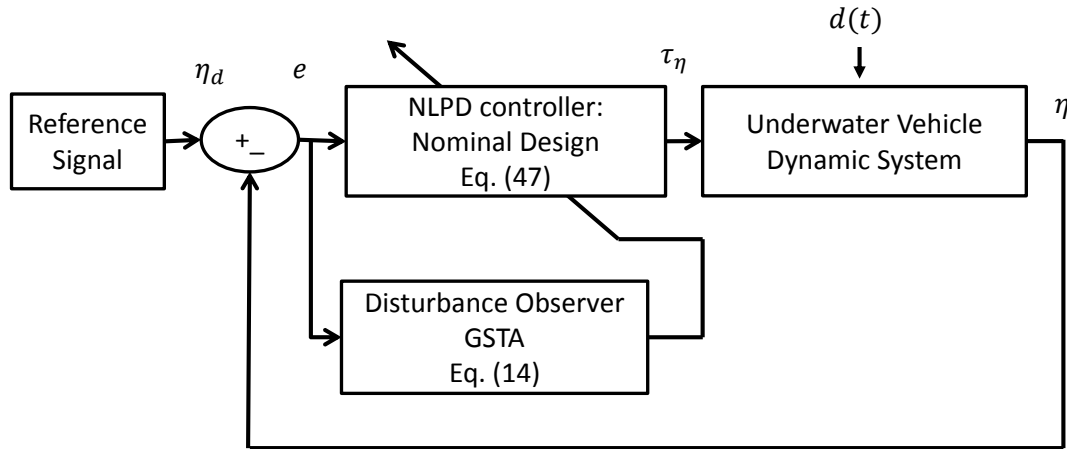 d(t)
η_d
e
τ_η
η
Reference
Signal
+_
NLPD controller:
Nominal Design
Eq. (47)
Underwater Vehicle
Dynamic System
Disturbance Observer
GSTA
Eq. (14)